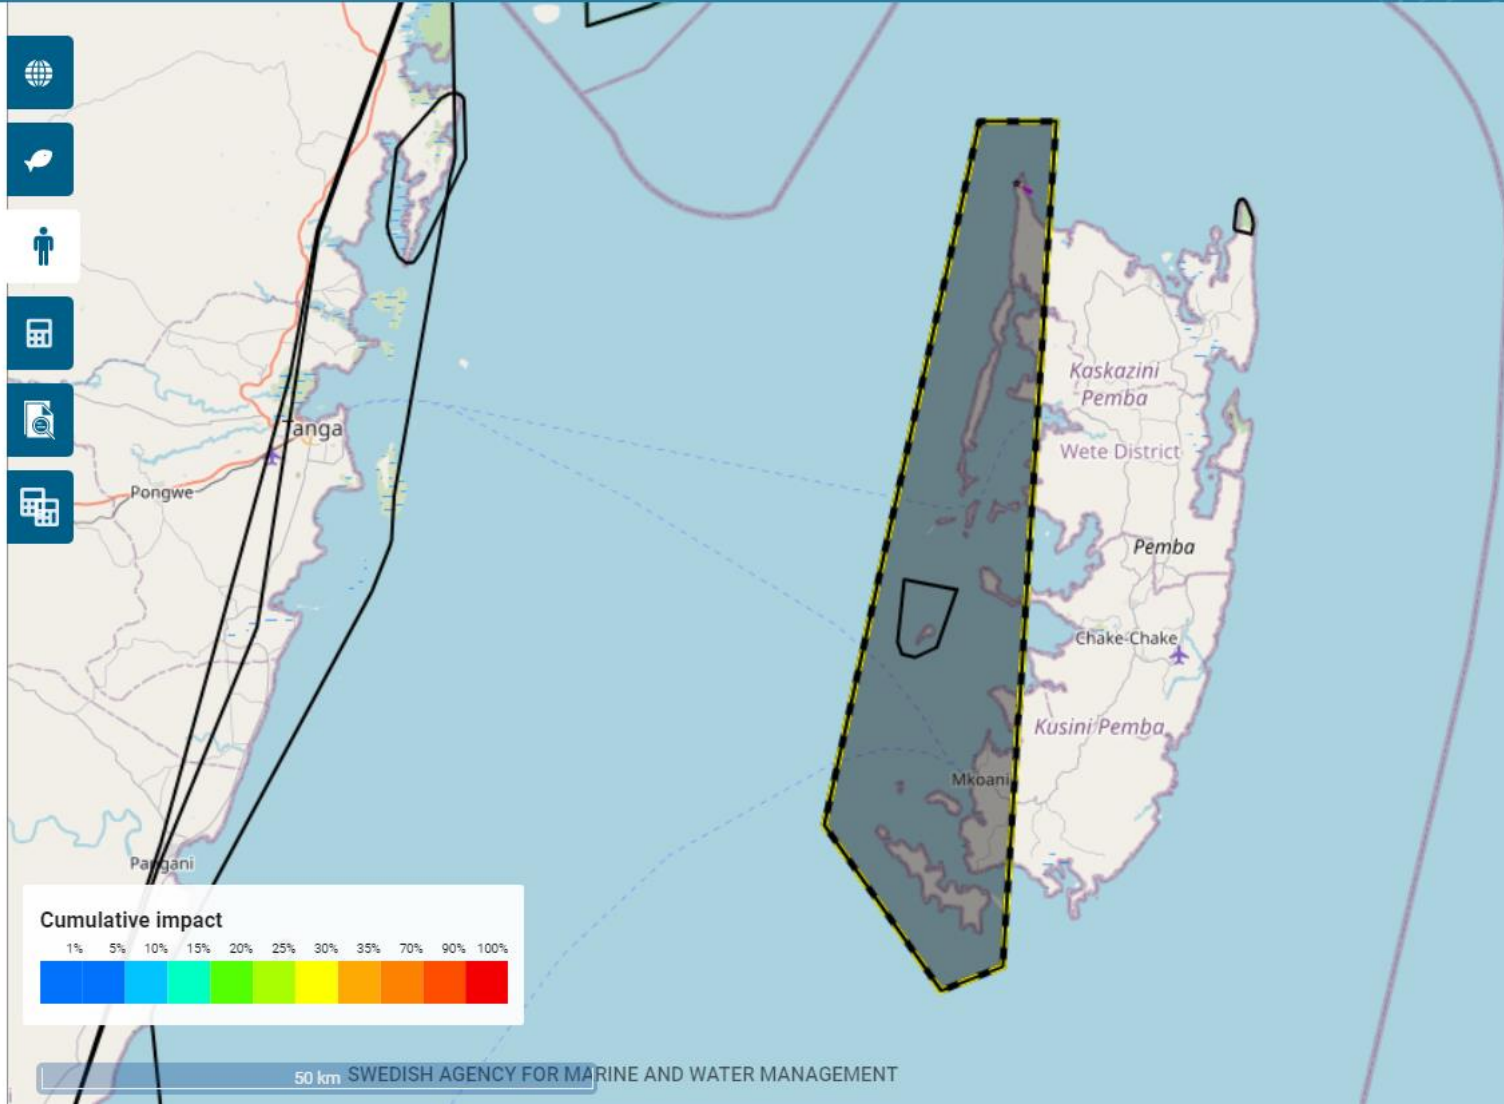 Tanga
Pongwe
Kaskazini
Pemba
Wete District
Pemba
Chake-Chake
Kusini Pemba
Mkoani
Pangani
Cumulative impact
1% 5% 10% 15% 20% 25% 30% 35% 70% 90% 100%
50 km SWEDISH AGENCY FOR MARINE AND WATER MANAGEMENT